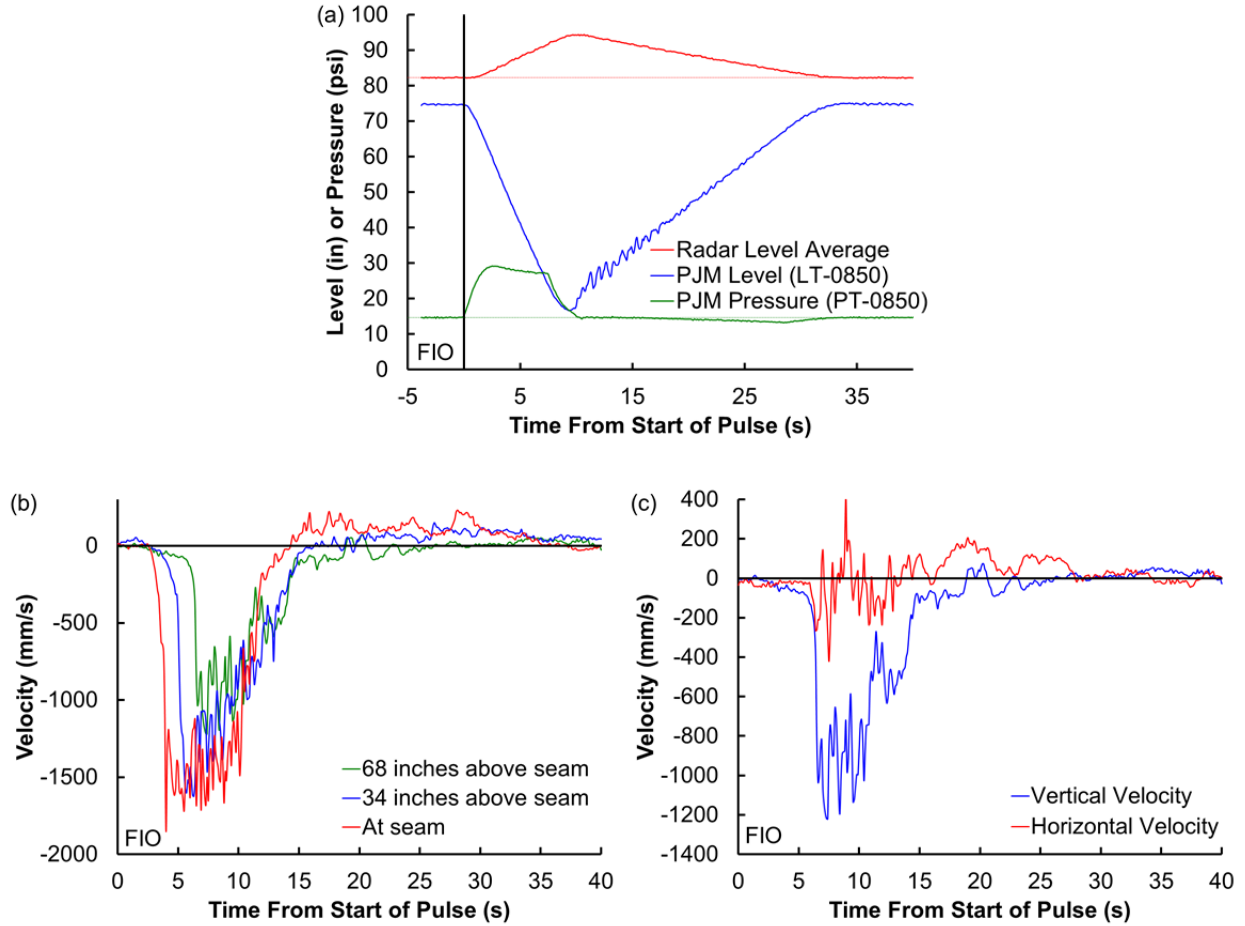 (a)
Level (in) or Pressure (psi)
100
90
80
70
60
50
40
30
20
10
0
Radar Level Average
PJM Level (LT-0850)
PJM Pressure (PT-0850)
FIO
-5
5
15
25
35
Time From Start of Pulse (s)
(b)
Velocity (mm/s)
0
-500
-1000
-1500
-2000
68 inches above seam
34 inches above seam
At seam
FIO
0
5
10
15
20
25
30
35
40
Time From Start of Pulse (s)
(c)
Velocity (mm/s)
400
200
0
-200
-400
-600
-800
-1000
-1200
-1400
Vertical Velocity
Horizontal Velocity
FIO
0
5
10
15
20
25
30
35
40
Time From Start of Pulse (s)